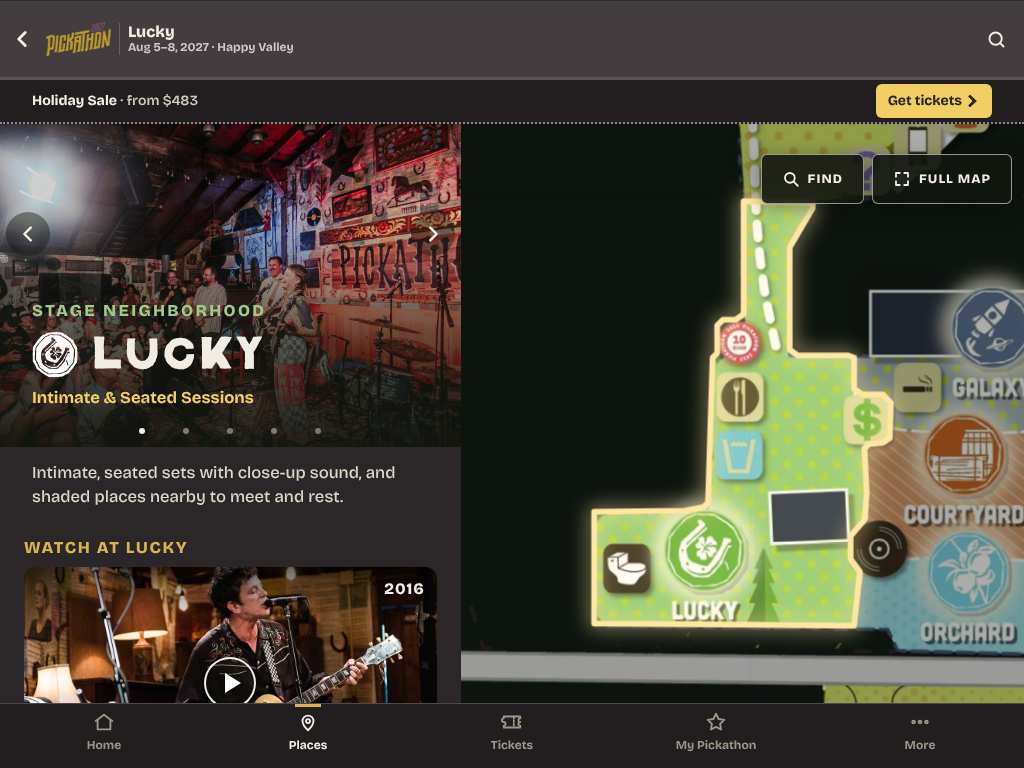 PICKATHON
Lucky
Aug 5–8, 2027 · Happy Valley
Holiday Sale · from $483
Get tickets
PICKATH
STAGE NEIGHBORHOOD
LUCKY
Intimate & Seated Sessions
Intimate, seated sets with close-up sound, and
shaded places nearby to meet and rest.
WATCH AT LUCKY
2016
FIND
FULL MAP
10
$
GALAXY
COURTYARD
ORCHARD
LUCKY
Home
Places
Tickets
My Pickathon
More